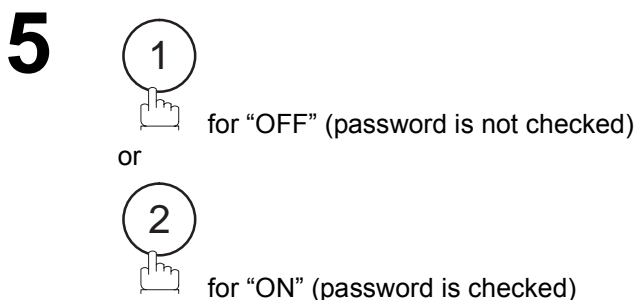 5
1
for “OFF” (password is not checked)
or
2
for “ON” (password is checked)